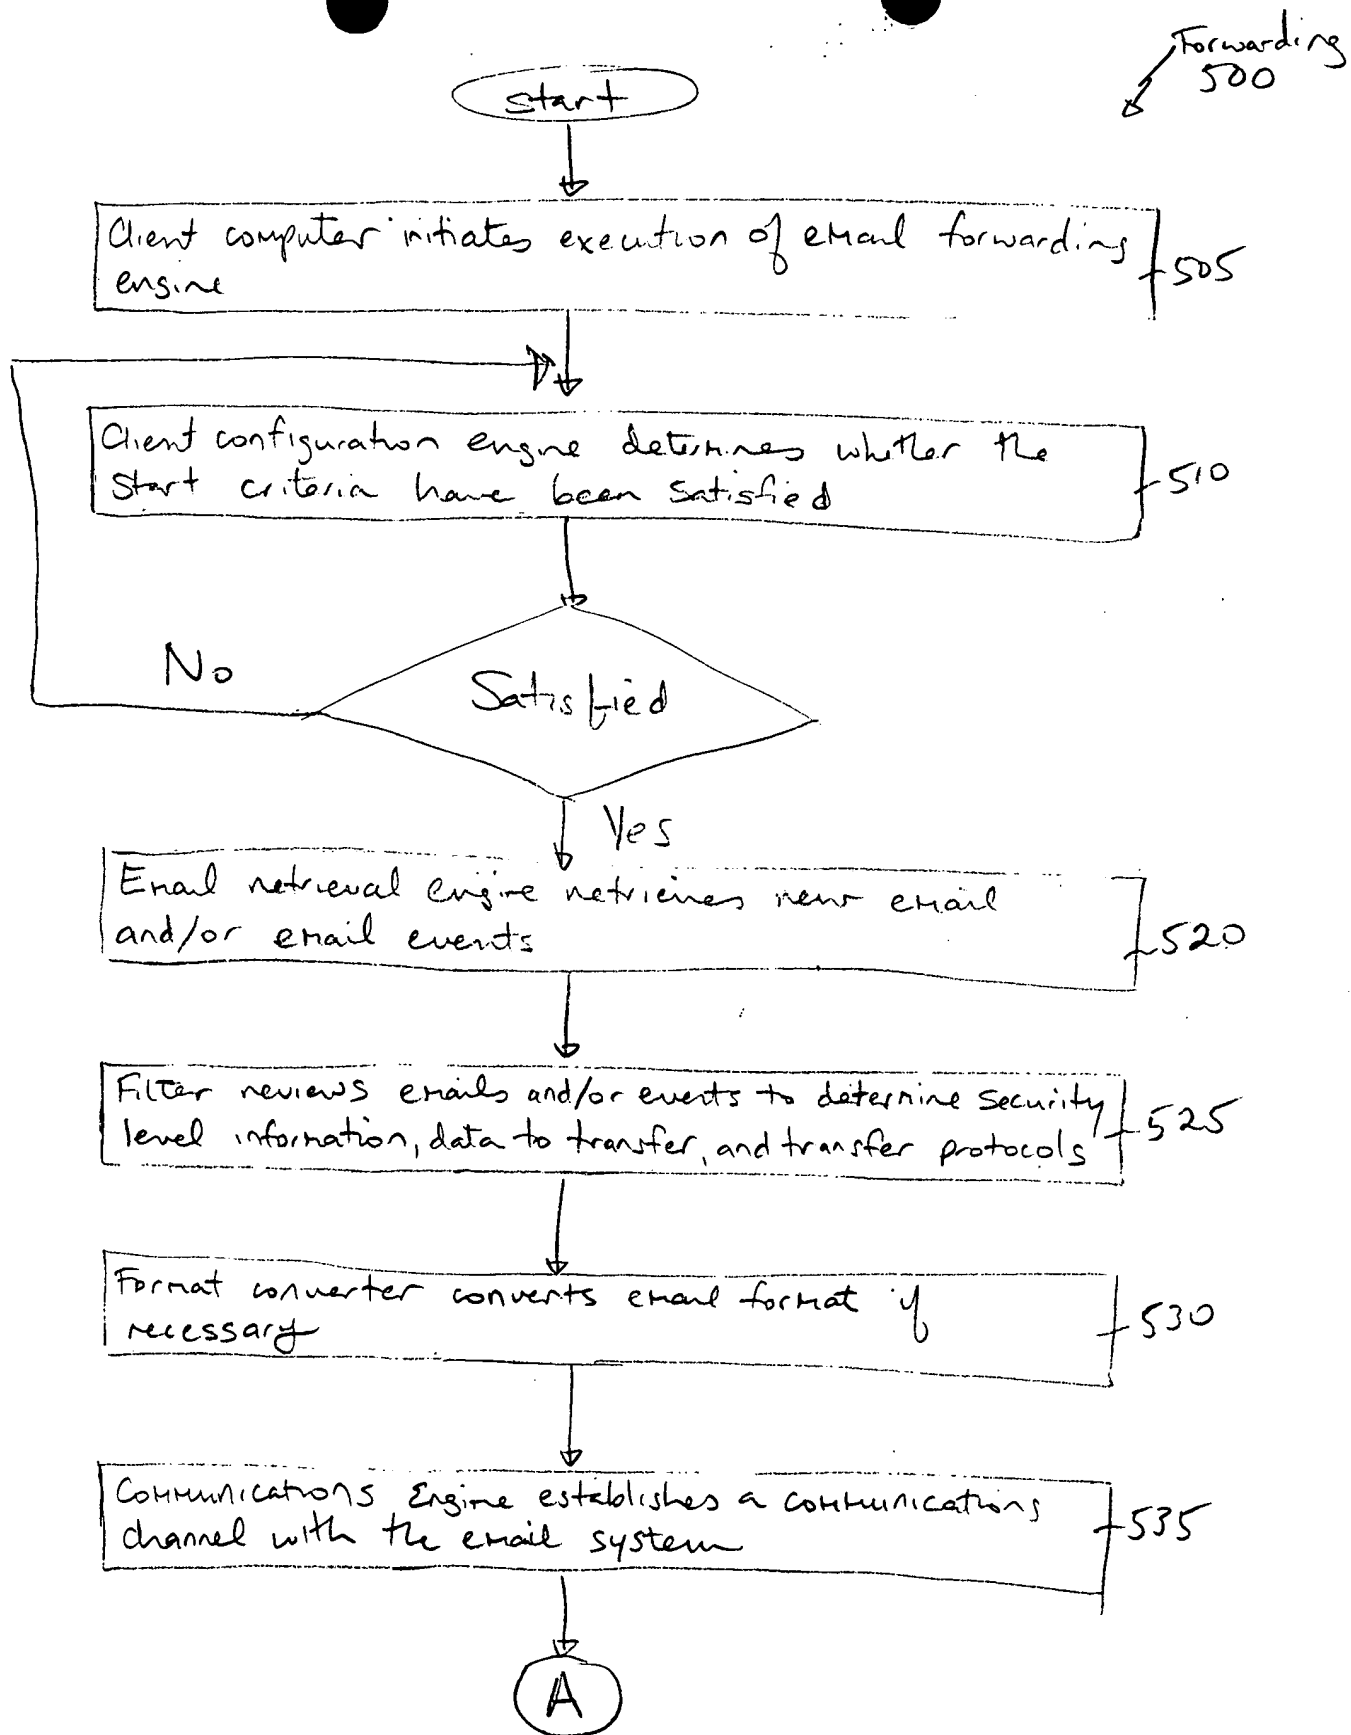 Forwarding
500
start
Client computer initiates execution of email forwarding
engine
505
Client configuration engine determines whether the
start criteria have been satisfied
510
Satisfied
No
Yes
Email retrieval engine retrieves new email
and/or email events
520
Filter reviews emails and/or events to determine security
level information, data to transfer, and transfer protocols
525
Format converter converts email format if
necessary
530
Communications Engine establishes a communications
channel with the email system
535
A